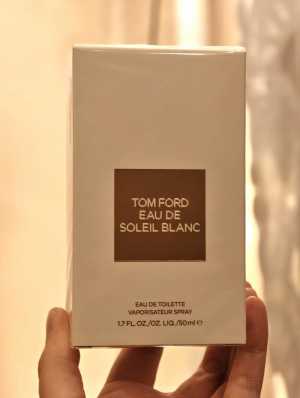 TOM FORD
EAU DE
SOLEIL BLANC
EAU DE TOILETTE
VAPORISATEUR SPRAY
1.7 FL.OZ./OZ. LIQ./50ml℮